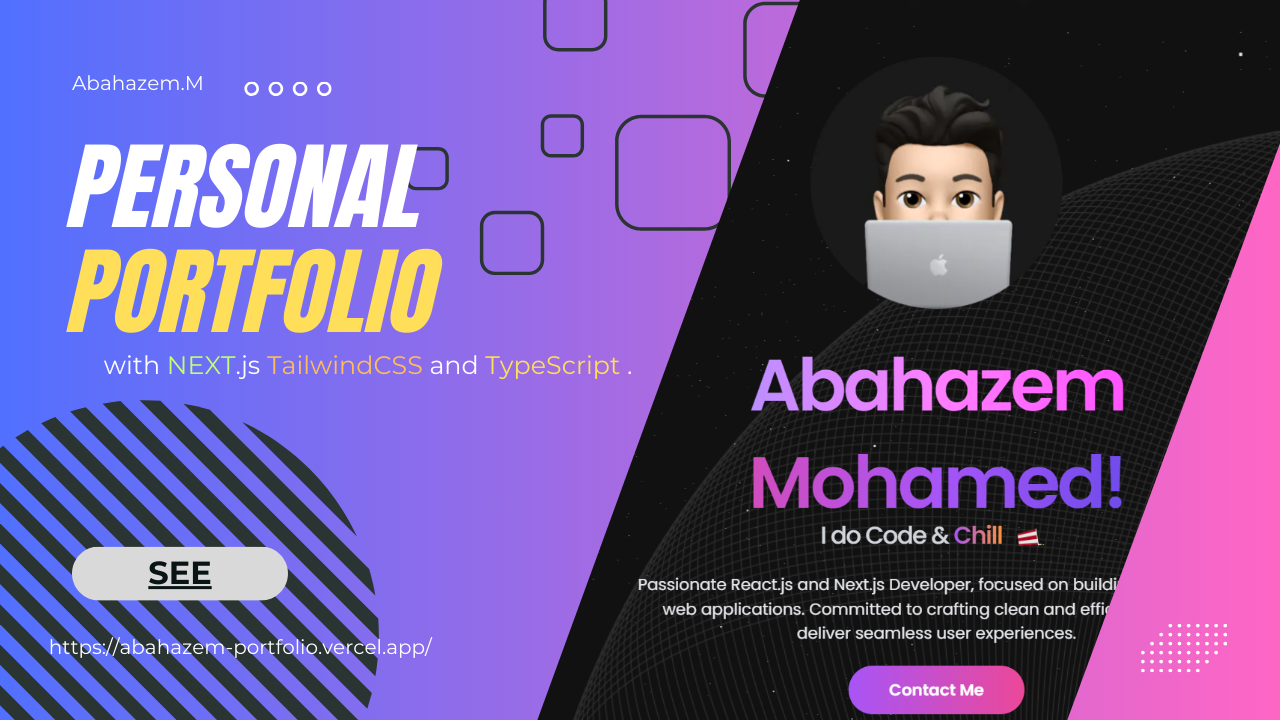 Abahazem.M
PERSONAL
PORTFOLIO
with NEXT.js TailwindCSS and TypeScript .
SEE
https://abahazem-portfolio.vercel.app/
Abahazem
Mohamed!
I do Code & Chill
Passionate React.js and Next.js Developer, focused on
web applications. Committed to crafting clean and
deliver seamless user experiences.
Contact Me